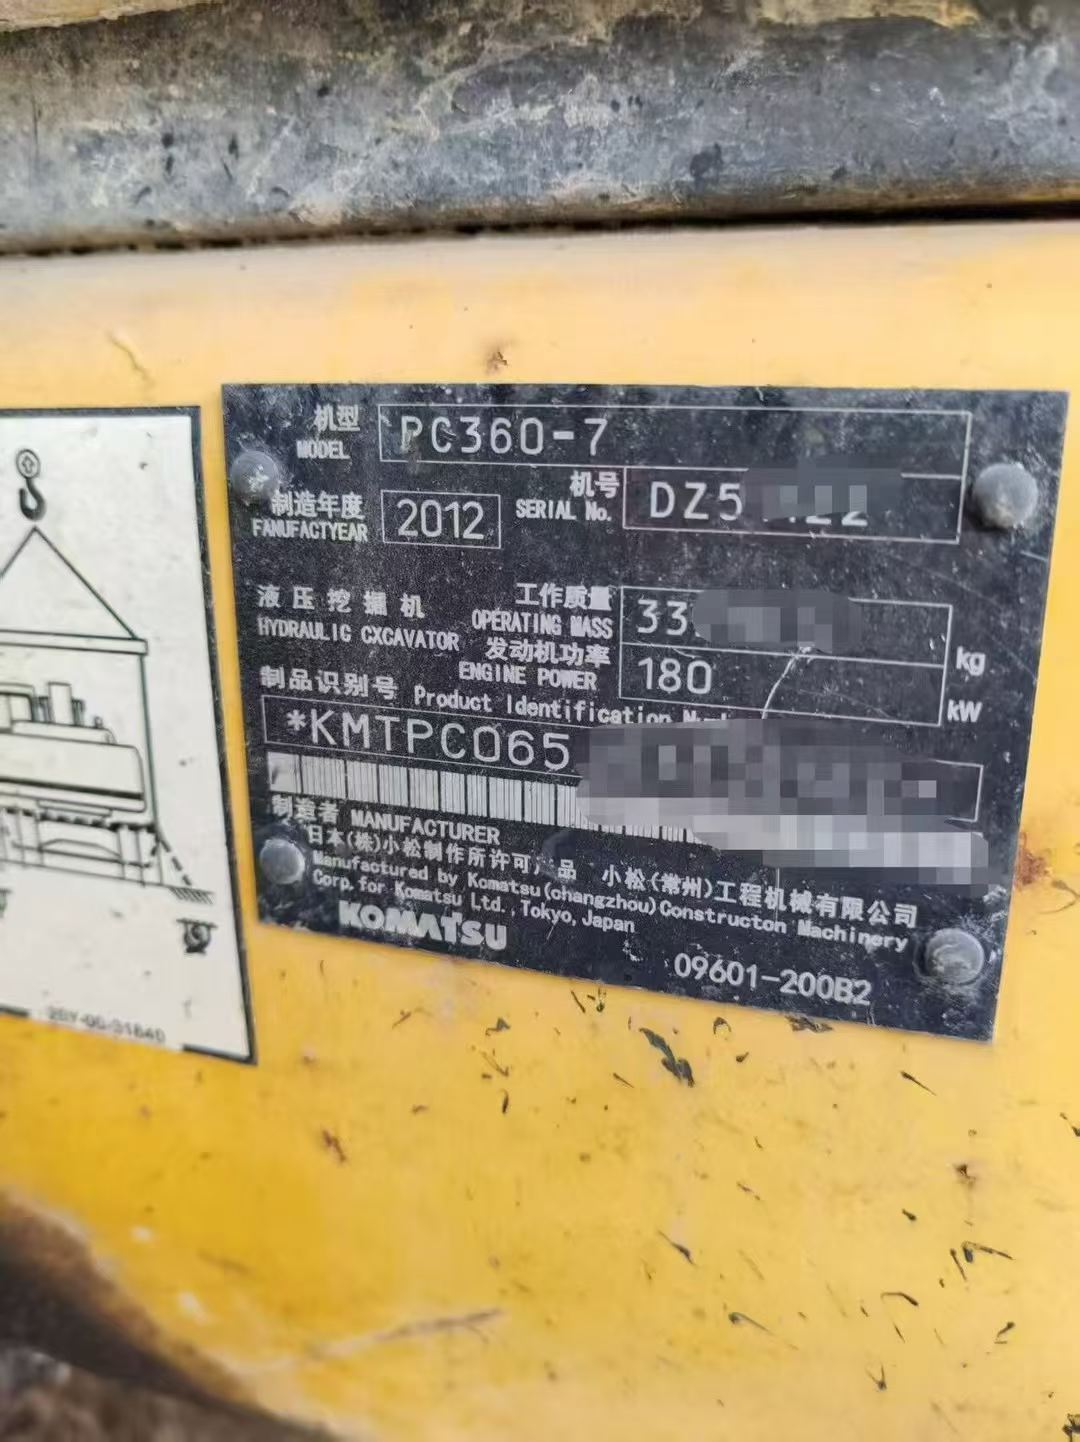 机型 PC360-7
MODEL
机号 DZ5
制造年度 2012 SERIAL No.
FANUFACTYEAR
液压挖掘机 工作质量 33 kg
HYDRAULIC CXCAVATOR OPERATING MASS
发动机功率 180 kW
ENGINE POWER
制品识别号 Product Identification
*KMTPC065
制造者 MANUFACTURER
日本(株)小松制作所许可产品 小松(常州)工程机械有限公司
Manufactured by Komatsu(changzhou)Constructon Machinery
Corp. for Komatsu Ltd., Tokyo, Japan
KOMATSU 09601-200B2